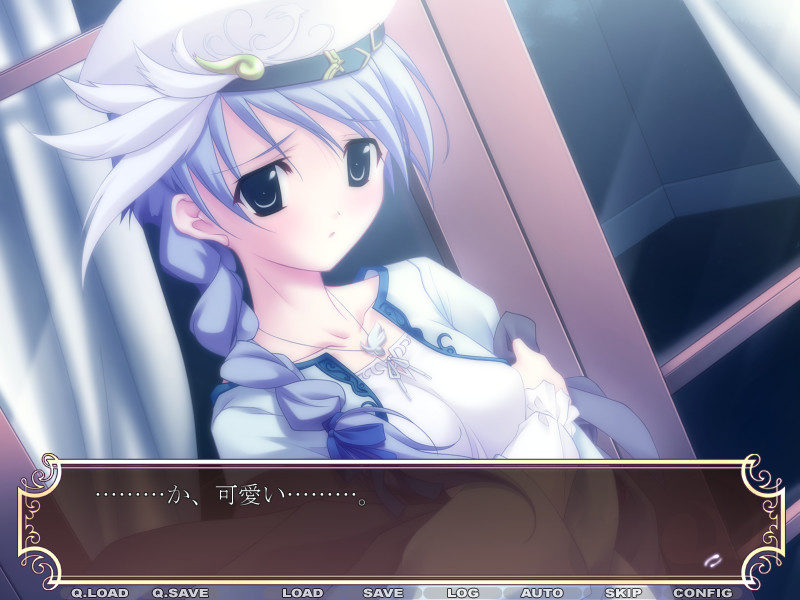 ………か、可愛い………。
Q.LOAD Q.SAVE LOAD SAVE LOG AUTO SKIP CONFIG